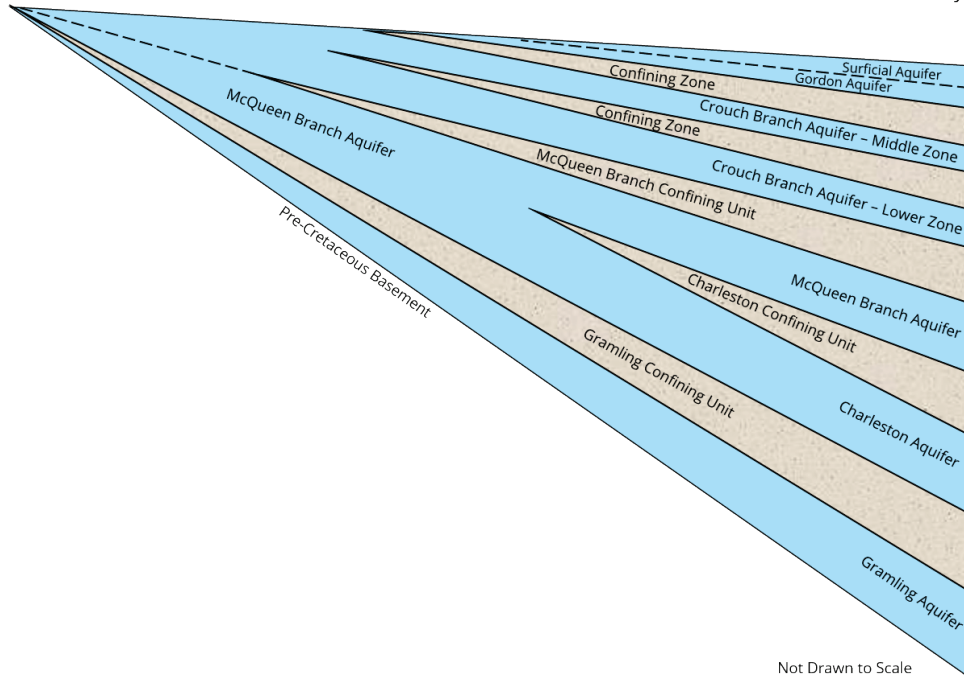 Surficial Aquifer
Gordon Aquifer
Confining Zone
Crouch Branch Aquifer – Middle Zone
Confining Zone
Crouch Branch Aquifer – Lower Zone
McQueen Branch Aquifer
McQueen Branch Confining Unit
McQueen Branch Aquifer
Charleston Confining Unit
Pre-Cretaceous Basement
Gramling Confining Unit
Charleston Aquifer
Gramling Aquifer
Not Drawn to Scale